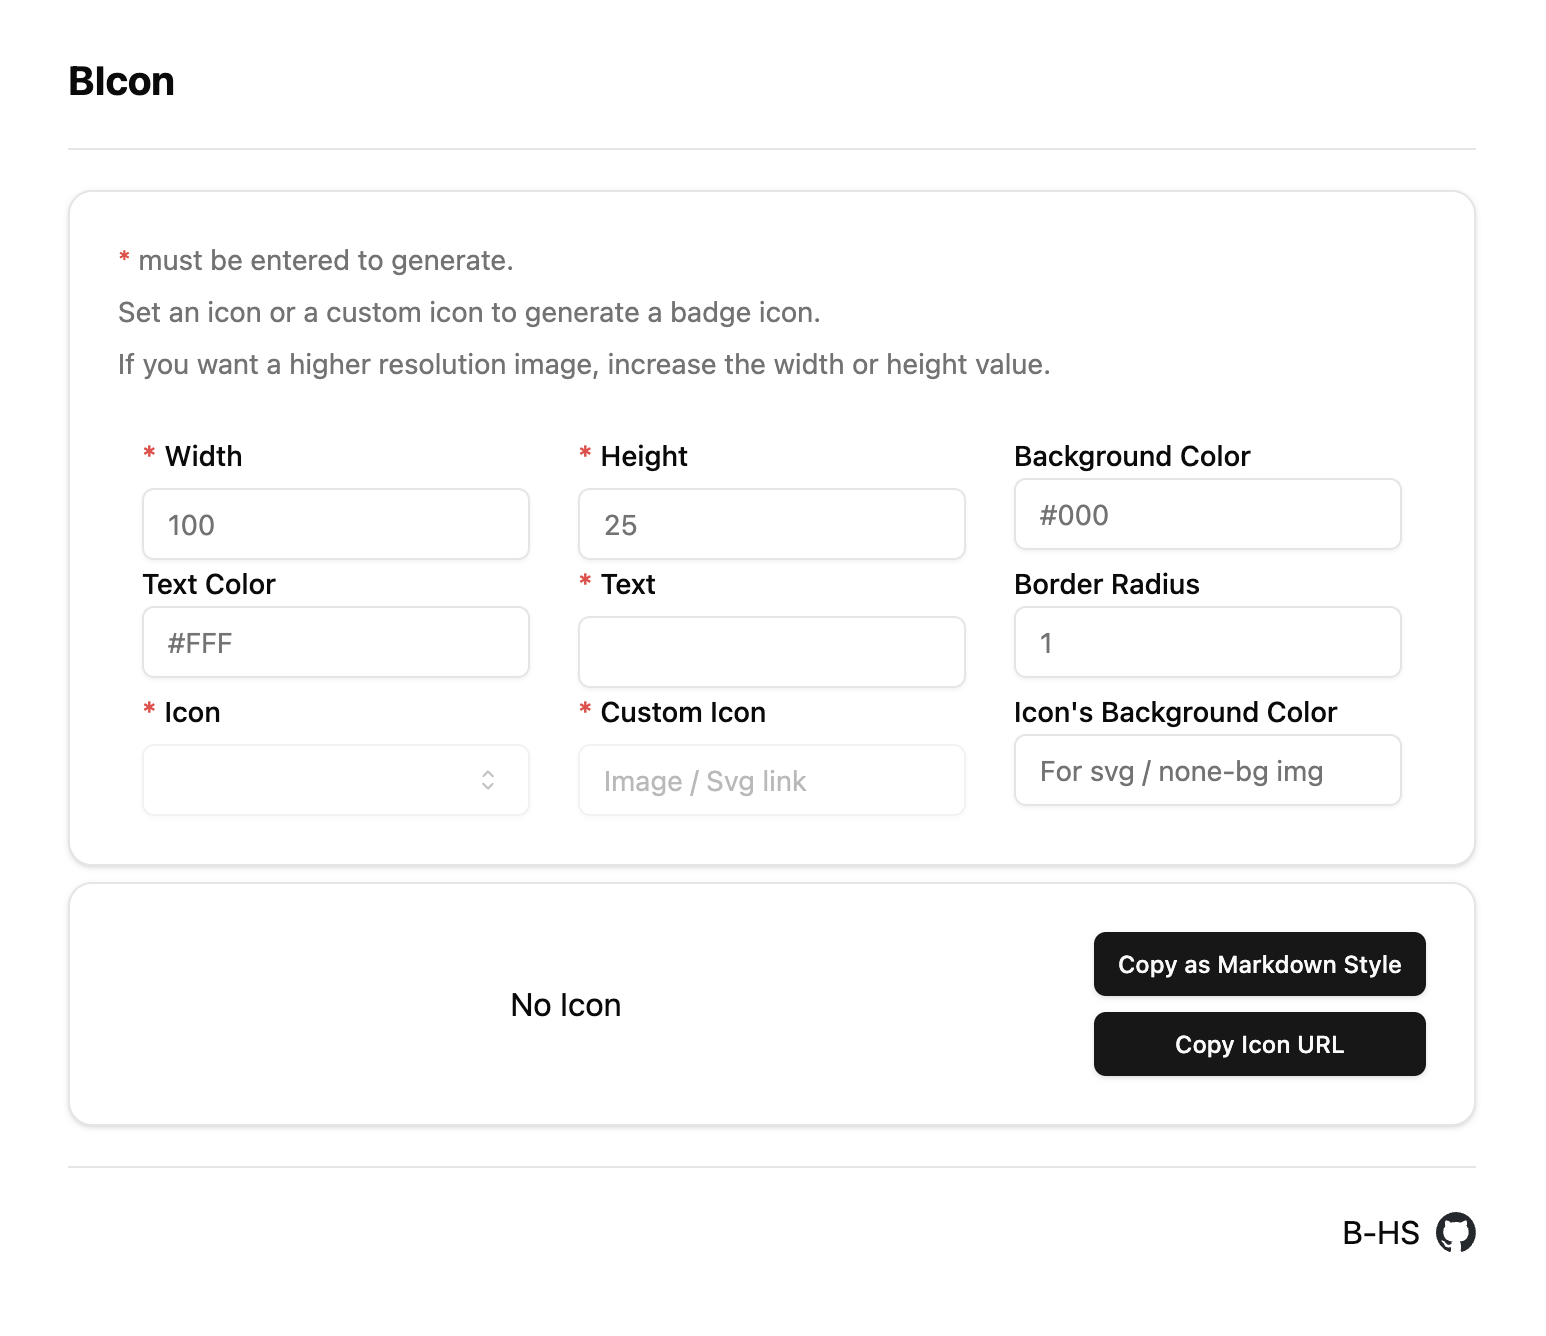 BIcon
* must be entered to generate.
Set an icon or a custom icon to generate a badge icon.
If you want a higher resolution image, increase the width or height value.
* Width
* Height
Background Color
100
25
#000
Text Color
* Text
Border Radius
#FFF
1
* Icon
* Custom Icon
Icon's Background Color
Image / Svg link
For svg / none-bg img
No Icon
Copy as Markdown Style
Copy Icon URL
B-HS